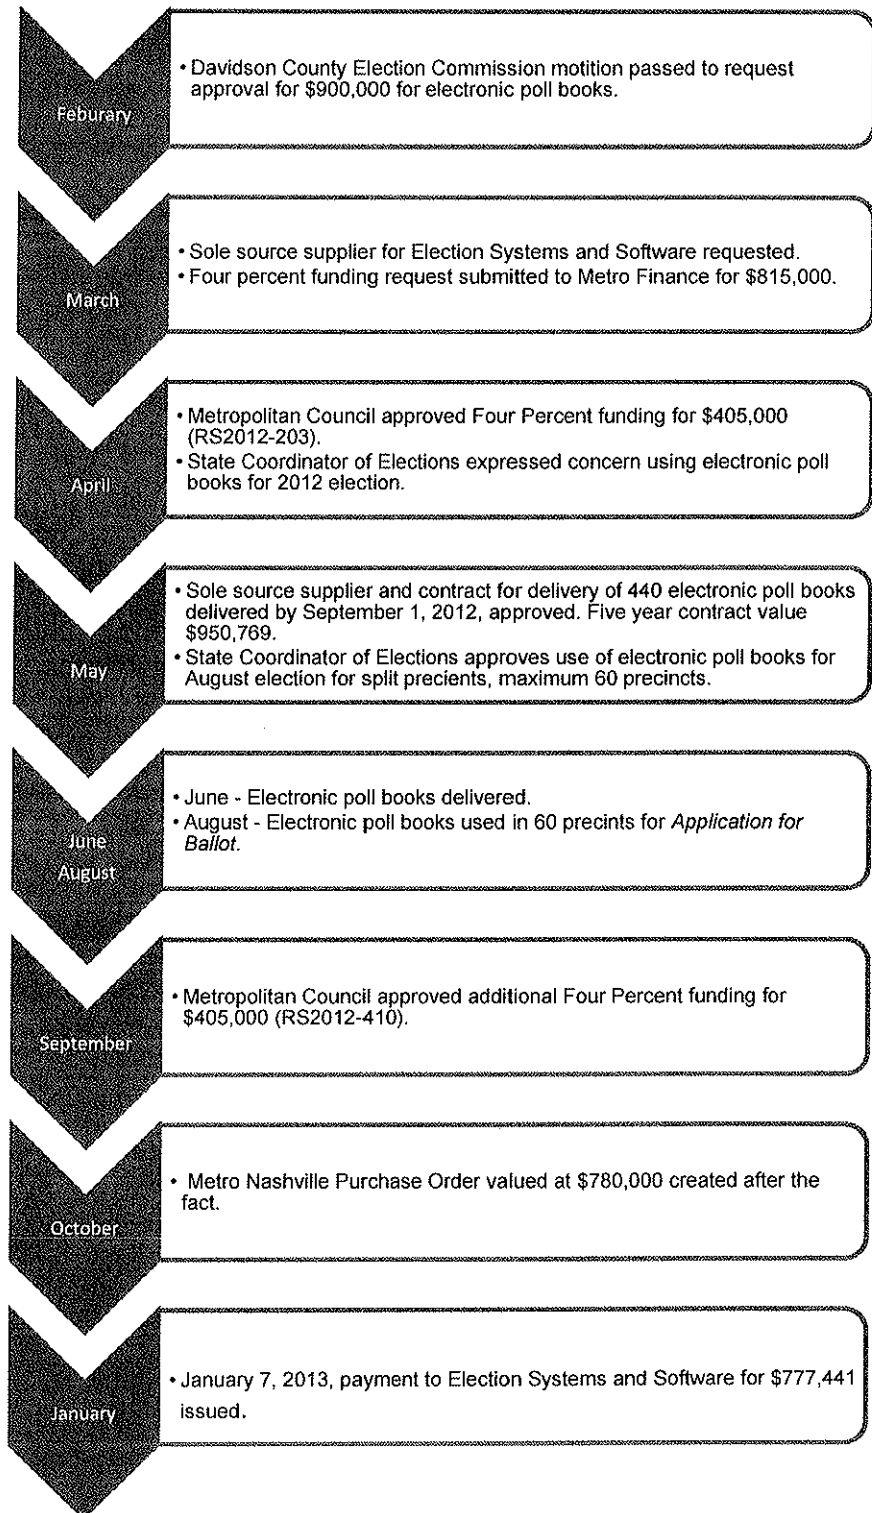 Feburary
• Davidson County Election Commission motition passed to request
approval for $900,000 for electronic poll books.
March
• Sole source supplier for Election Systems and Software requested.
• Four percent funding request submitted to Metro Finance for $815,000.
April
• Metropolitan Council approved Four Percent funding for $405,000
(RS2012-203).
• State Coordinator of Elections expressed concern using electronic poll
books for 2012 election.
May
• Sole source supplier and contract for delivery of 440 electronic poll books
delivered by September 1, 2012, approved. Five year contract value
$950,769.
• State Coordinator of Elections approves use of electronic poll books for
August election for split precients, maximum 60 precincts.
June
August
• June - Electronic poll books delivered.
• August - Electronic poll books used in 60 precints for Application for
Ballot.
September
• Metropolitan Council approved additional Four Percent funding for
$405,000 (RS2012-410).
October
• Metro Nashville Purchase Order valued at $780,000 created after the
fact.
January
• January 7, 2013, payment to Election Systems and Software for $777,441
issued.